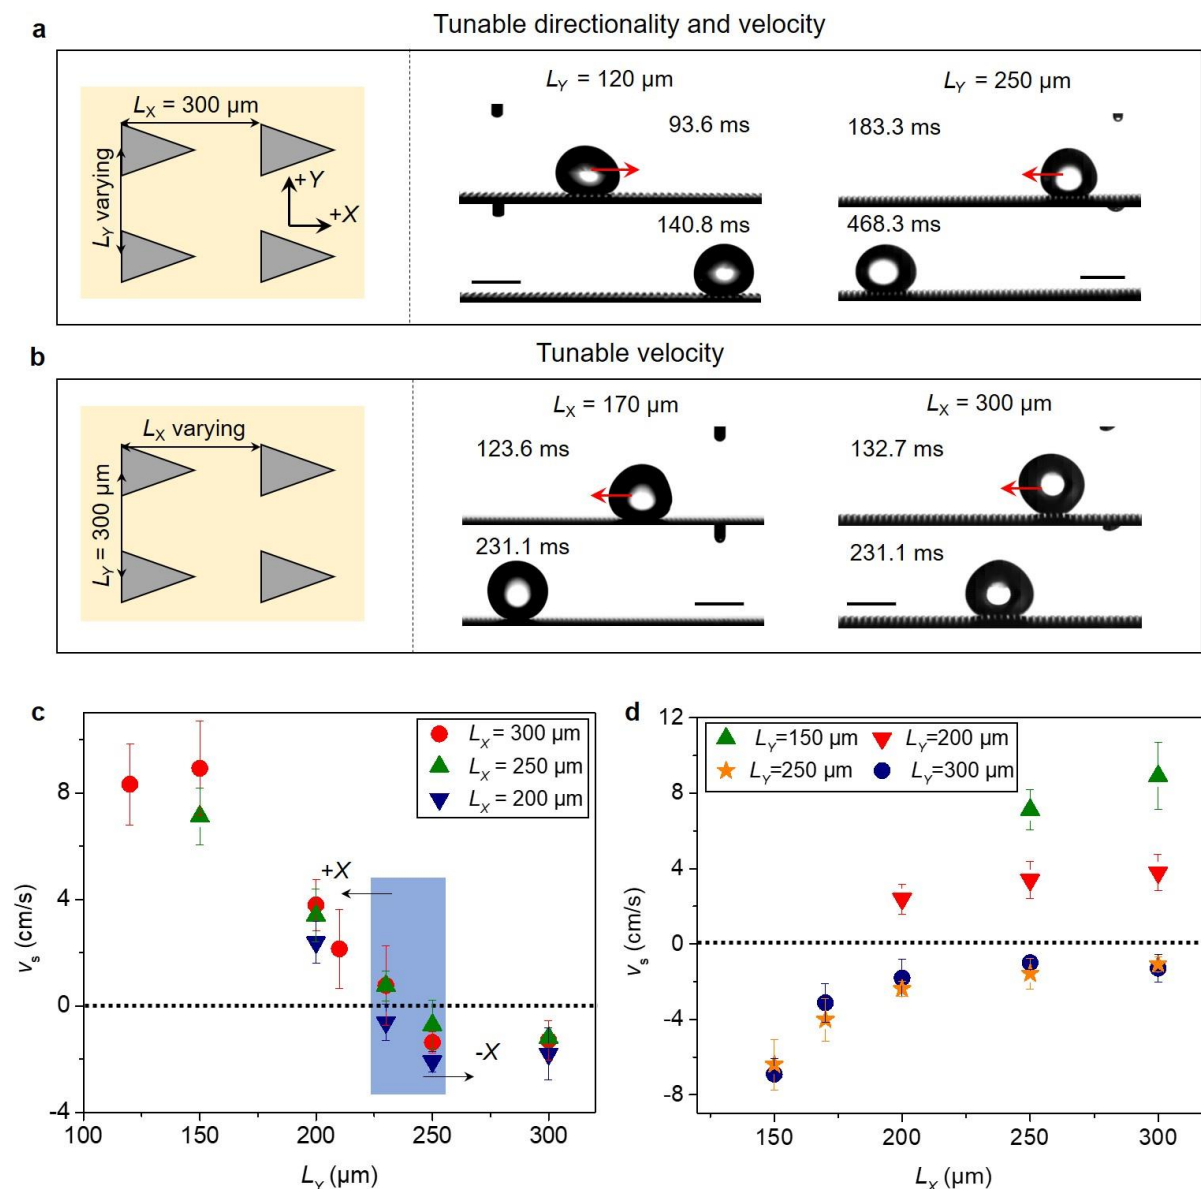 a
Tunable directionality and velocity
L_X = 300 μm
L_Y varying
+Y
+X
L_Y = 120 μm
93.6 ms
140.8 ms
L_Y = 250 μm
183.3 ms
468.3 ms
b
Tunable velocity
L_X varying
L_Y = 300 μm
L_X = 170 μm
123.6 ms
231.1 ms
L_X = 300 μm
132.7 ms
231.1 ms
c
L_X = 300 μm
L_X = 250 μm
L_X = 200 μm
+X
-X
8
4
0
-4
v_s (cm/s)
100 150 200 250 300
L_Y (μm)
d
L_Y=150 μm L_Y=200 μm
L_Y=250 μm L_Y=300 μm
12
8
4
0
-4
-8
v_s (cm/s)
150 200 250 300
L_X (μm)